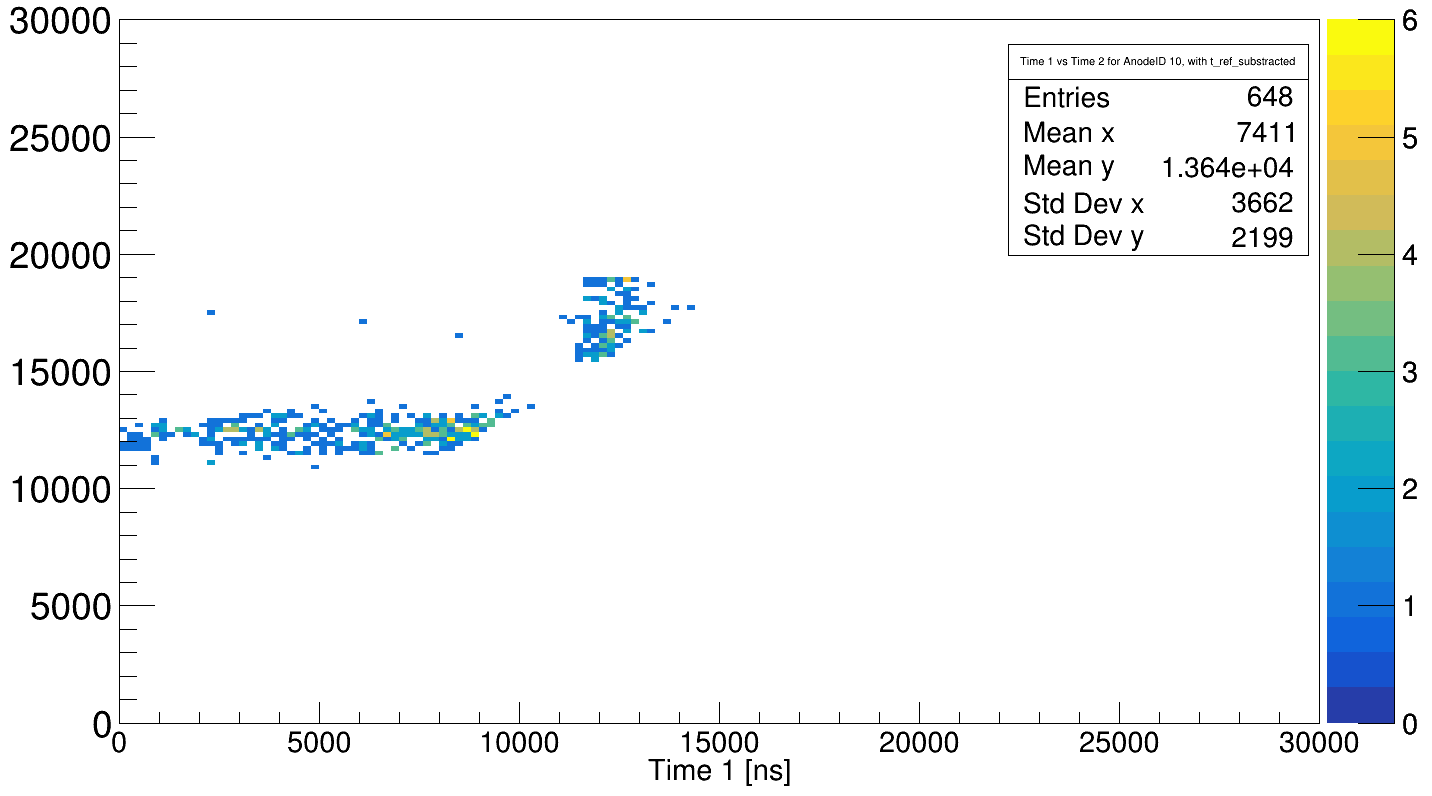 Time 1 vs Time 2 for AnodeID 10, with t_ref_substracted
Entries 648
Mean x 7411
Mean y 1.364e+04
Std Dev x 3662
Std Dev y 2199
30000
25000
20000
15000
10000
5000
0
0 5000 10000 15000 20000 25000 30000
Time 1 [ns]
6
5
4
3
2
1
0